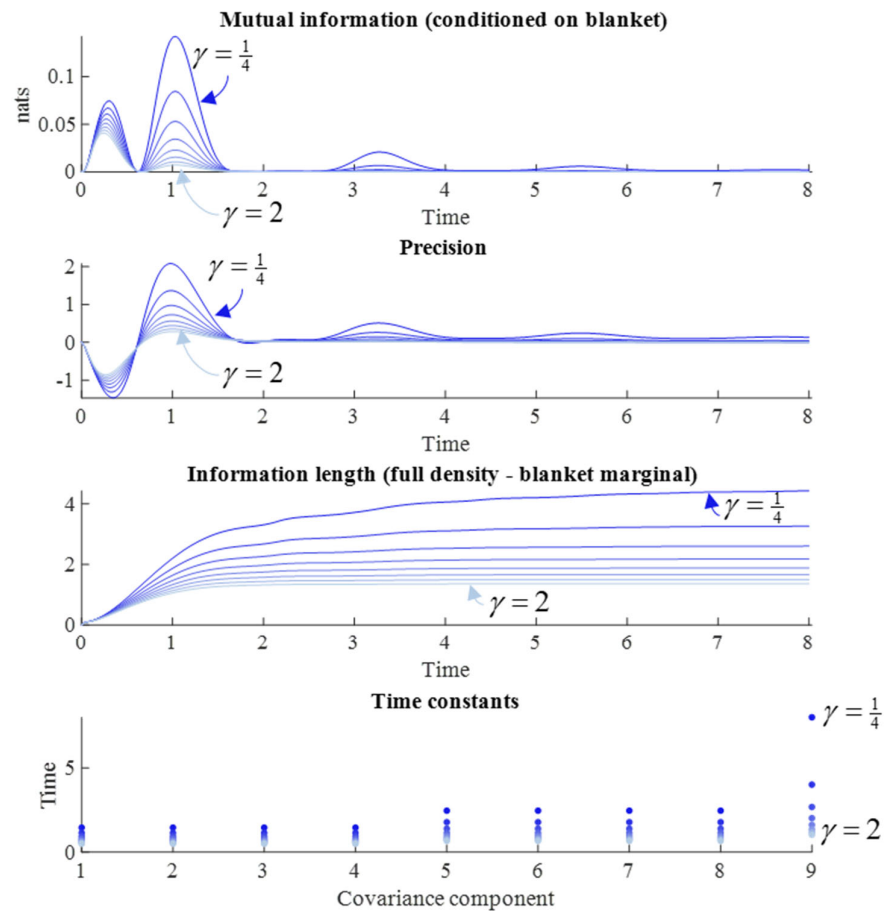 Mutual information (conditioned on blanket)
γ = 1/4
nats
0.1
0.05
0
0 1 2 3 4 5 6 7 8
γ = 2
Time
Precision
γ = 1/4
2
1
0
-1
γ = 2
0 1 2 3 4 5 6 7 8
Time
Information length (full density - blanket marginal)
4
γ = 1/4
2
γ = 2
0
0 1 2 3 4 5 6 7 8
Time
Time constants
γ = 1/4
Time
5
γ = 2
0
1 2 3 4 5 6 7 8 9
Covariance component